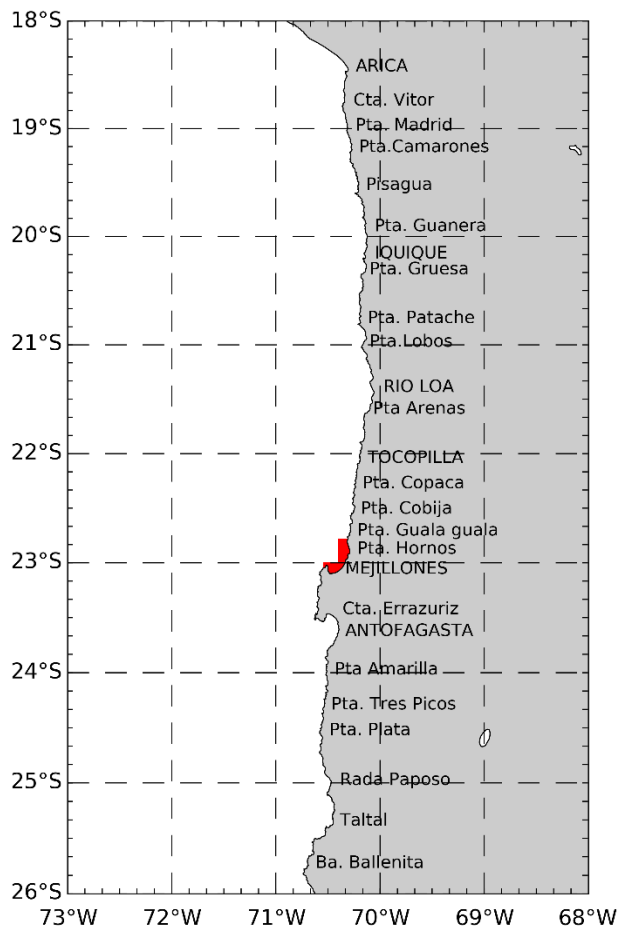 18°S
ARICA
Cta. Vitor
Pta. Madrid
19°S
Pta.Camarones
Pisagua
Pta. Guanera
20°S
IQUIQUE
Pta. Gruesa
Pta. Patache
Pta.Lobos
21°S
RIO LOA
Pta Arenas
22°S
TOCOPILLA
Pta. Copaca
Pta. Cobija
Pta. Guala guala
Pta. Hornos
23°S
MEJILLONES
Cta. Errazuriz
ANTOFAGASTA
Pta Amarilla
24°S
Pta. Tres Picos
Pta. Plata
Rada Paposo
25°S
Taltal
Ba. Ballenita
26°S
73°W 72°W 71°W 70°W 69°W 68°W